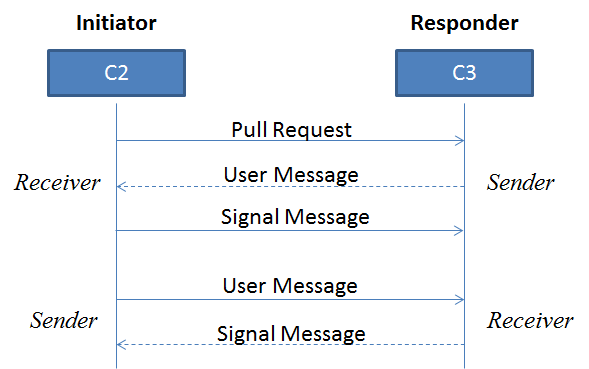 Initiator
Responder
C2
C3
Pull Request
User Message
Receiver
Sender
Signal Message
User Message
Sender
Receiver
Signal Message